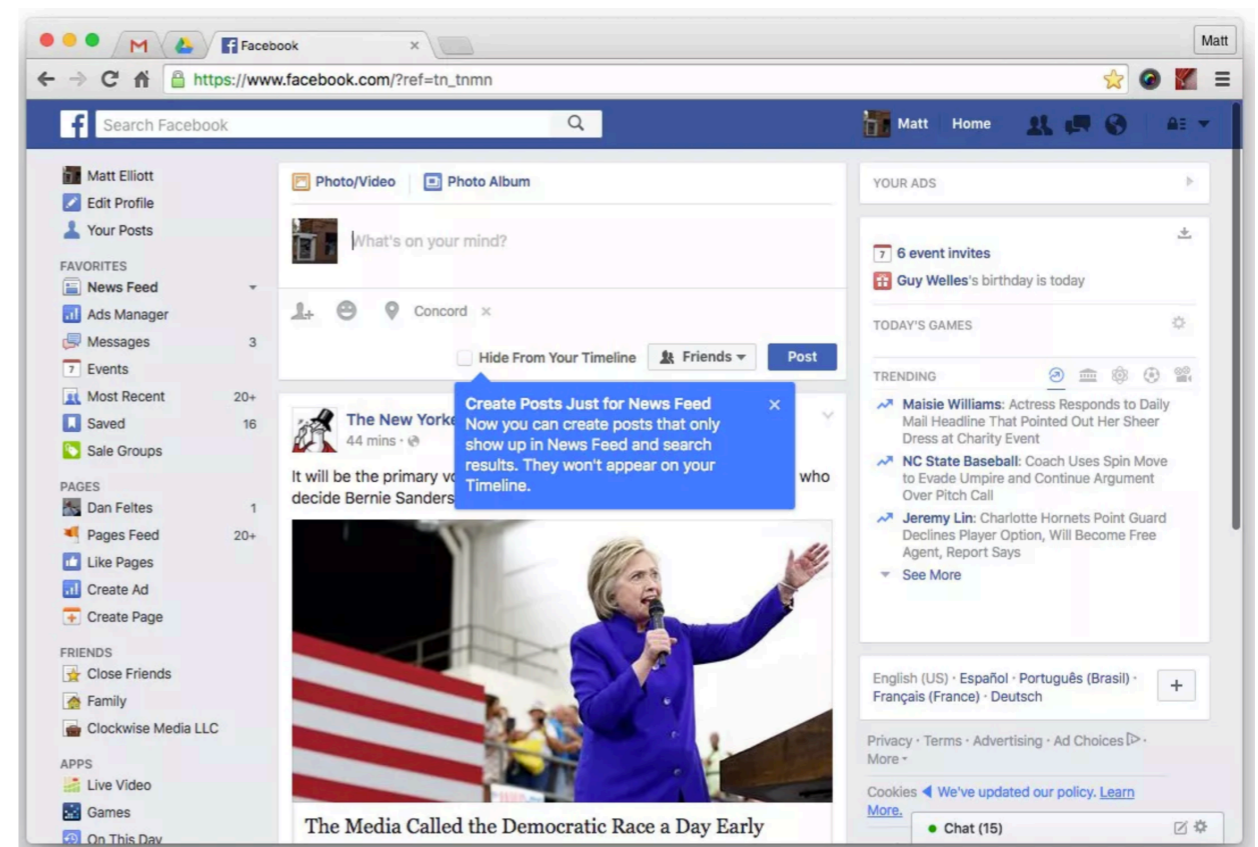 Facebook
Matt
https://www.facebook.com/?ref=tn_tnmn
Search Facebook
Matt
Home
Matt Elliott
Edit Profile
Your Posts
FAVORITES
News Feed
Ads Manager
Messages 3
Events
Most Recent 20+
Saved 16
Sale Groups
PAGES
Dan Feltes 1
Pages Feed 20+
Like Pages
Create Ad
Create Page
FRIENDS
Close Friends
Family
Clockwise Media LLC
APPS
Live Video
Games
On This Day
Photo/Video
Photo Album
What's on your mind?
Concord ×
Hide From Your Timeline
Friends
Post
Create Posts Just for News Feed
Now you can create posts that only
show up in News Feed and search
results. They won't appear on your
Timeline.
The New Yorke
44 mins ·
It will be the primary vo who
decide Bernie Sanders
The Media Called the Democratic Race a Day Early
YOUR ADS
7 6 event invites
Guy Welles's birthday is today
TODAY'S GAMES
TRENDING
Maisie Williams: Actress Responds to Daily
Mail Headline That Pointed Out Her Sheer
Dress at Charity Event
NC State Baseball: Coach Uses Spin Move
to Evade Umpire and Continue Argument
Over Pitch Call
Jeremy Lin: Charlotte Hornets Point Guard
Declines Player Option, Will Become Free
Agent, Report Says
See More
English (US) · Español · Português (Brasil) ·
Français (France) · Deutsch
+
Privacy · Terms · Advertising · Ad Choices ·
More
Cookies We've updated our policy. Learn
More.
Chat (15)